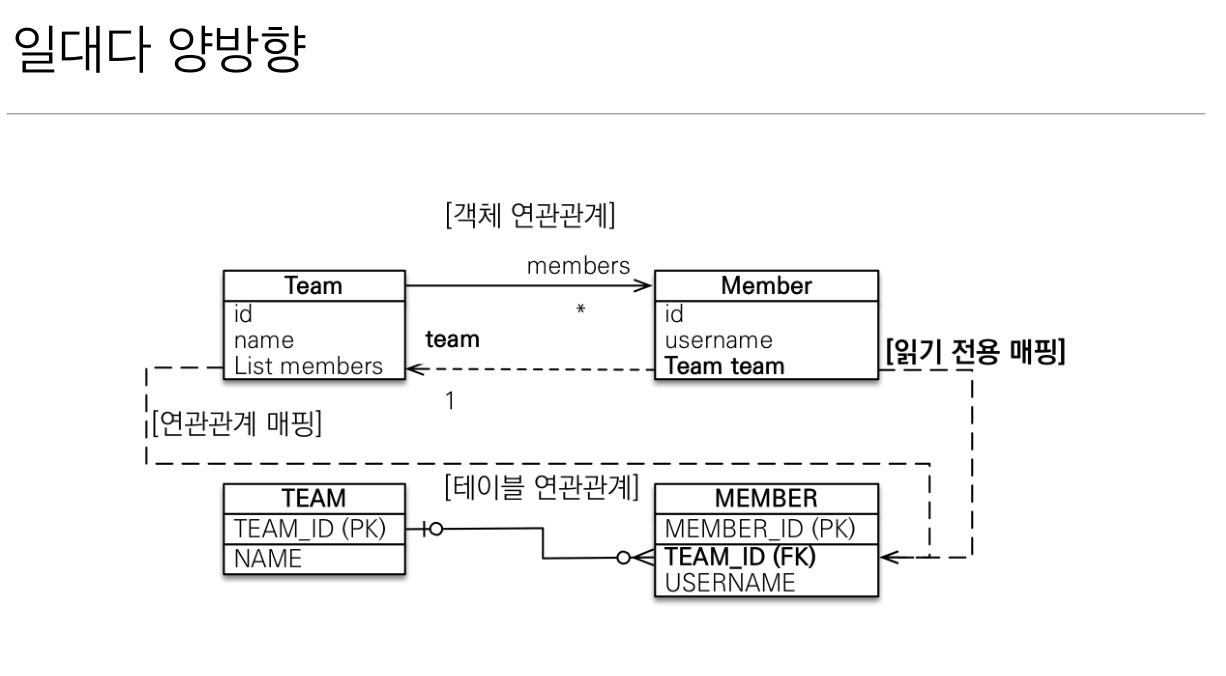 일대다 양방향
[객체 연관관계]
members
*
Team
id
name
List members
team
1
Member
id
username
Team team
[읽기 전용 매핑]
[연관관계 매핑]
[테이블 연관관계]
TEAM
TEAM_ID (PK)
NAME
MEMBER
MEMBER_ID (PK)
TEAM_ID (FK)
USERNAME